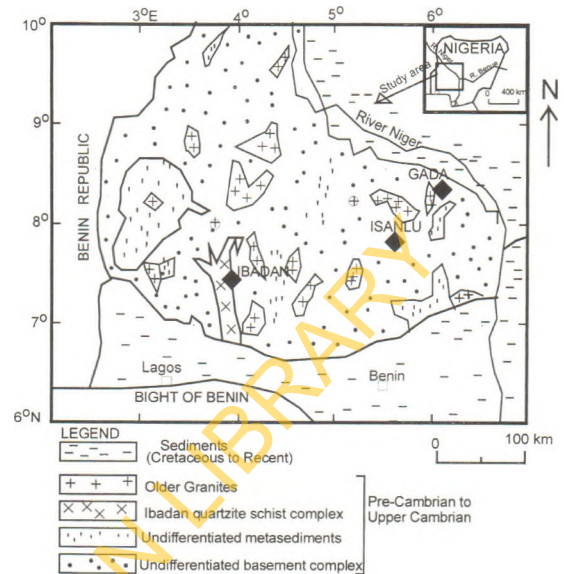 3°E 4° 5° 6°
10°
9°
8°
7°
6°N
NIGERIA
R. Niger
R. Benue
400 km
0
Study area
N
River Niger
BENIN REPUBLIC
GADA
ISANLU
IBADAN
Lagos
Benin
BIGHT OF BENIN
0 100 km
LEGEND
Sediments
(Cretaceous to Recent)
Older Granites
Ibadan quartzite schist complex
Undifferentiated metasediments
Undifferentiated basement complex
Pre-Cambrian to
Upper Cambrian
N LIBRARY